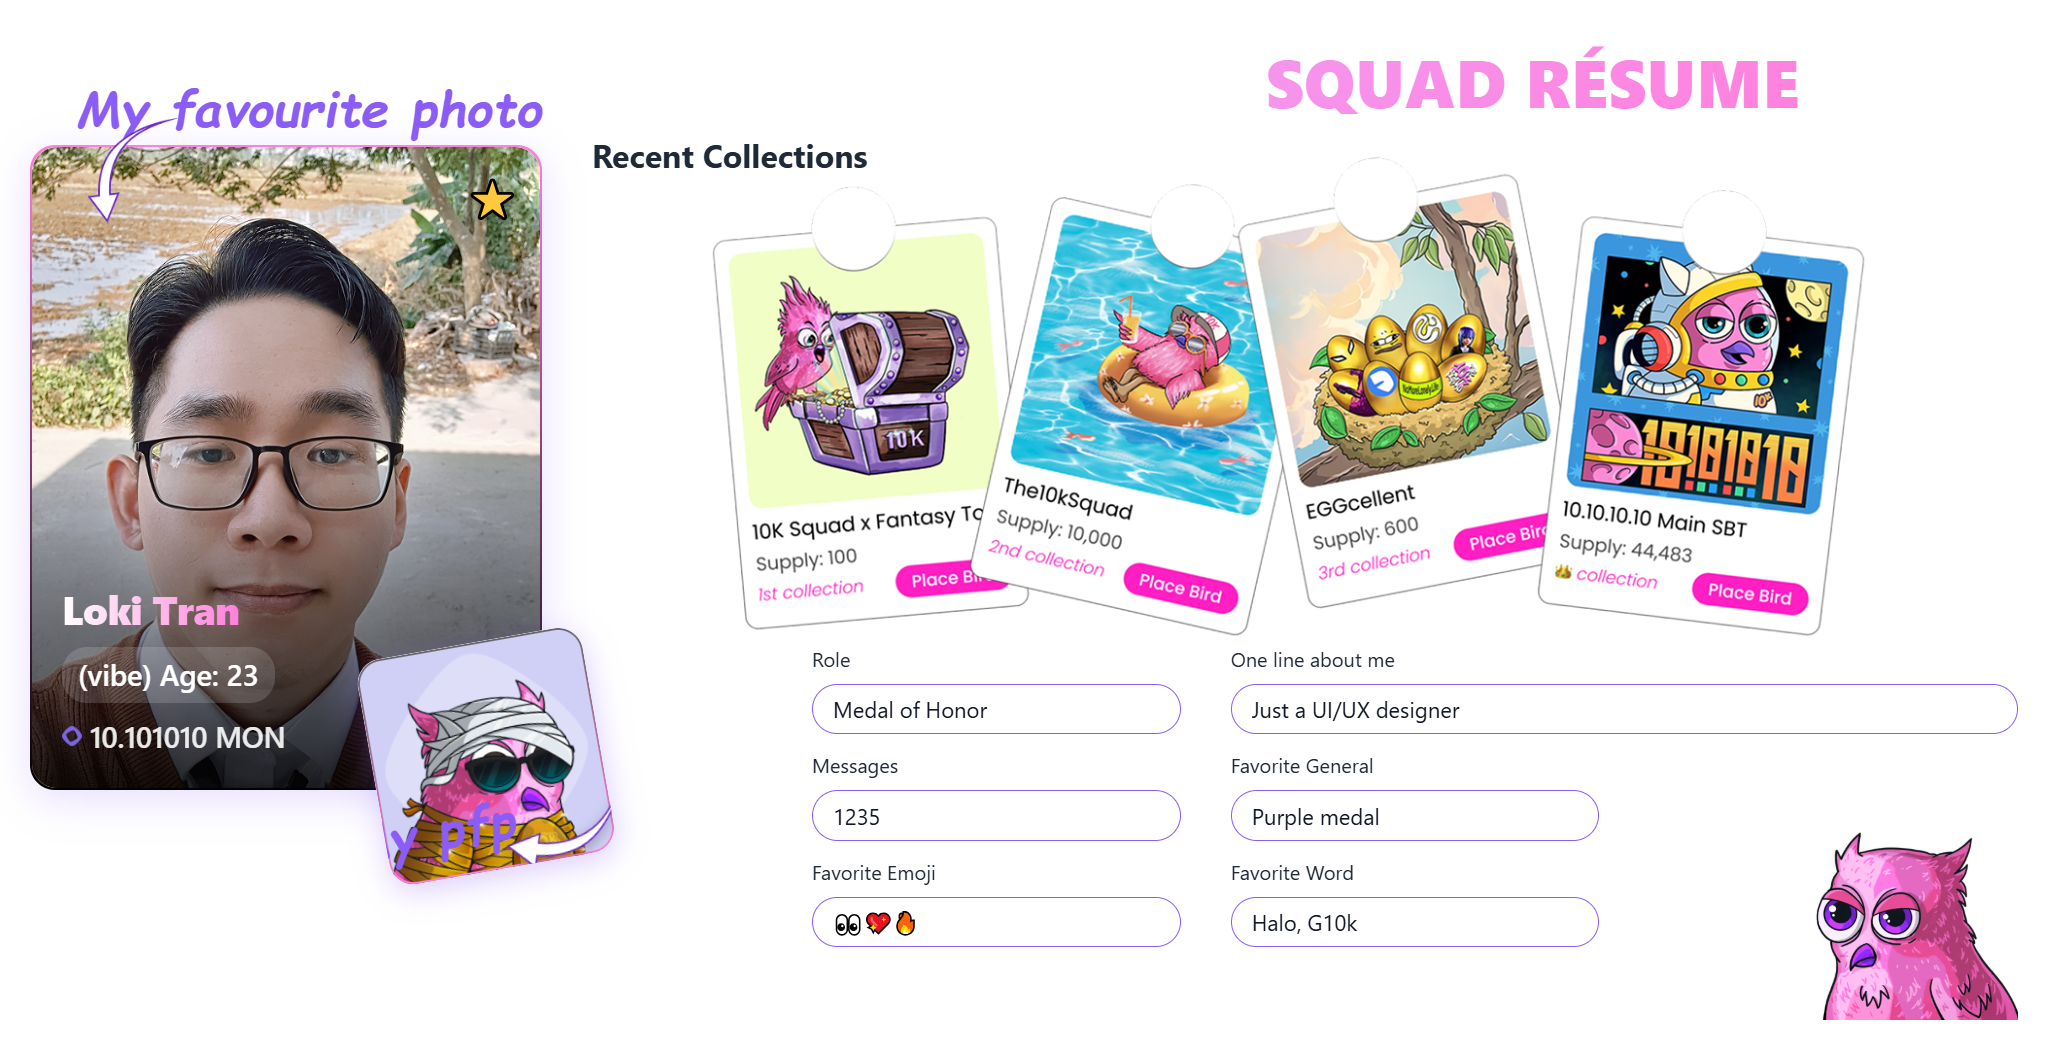 SQUAD RÉSUME
My favourite photo
Recent Collections
Loki Tran
(vibe) Age: 23
10.101010 MON
y pfp
10K
10K Squad x Fantasy To
Supply: 100
1st collection
Place Bi
The10kSquad
Supply: 10,000
2nd collection
Place Bird
EGGcellent
Supply: 600
3rd collection
Place Bird
10K
10101010
10.10.10.10 Main SBT
Supply: 44,483
👑 collection
Place Bird
Role
Medal of Honor
One line about me
Just a UI/UX designer
Messages
1235
Favorite General
Purple medal
Favorite Emoji
👀💖🔥
Favorite Word
Halo, G10k